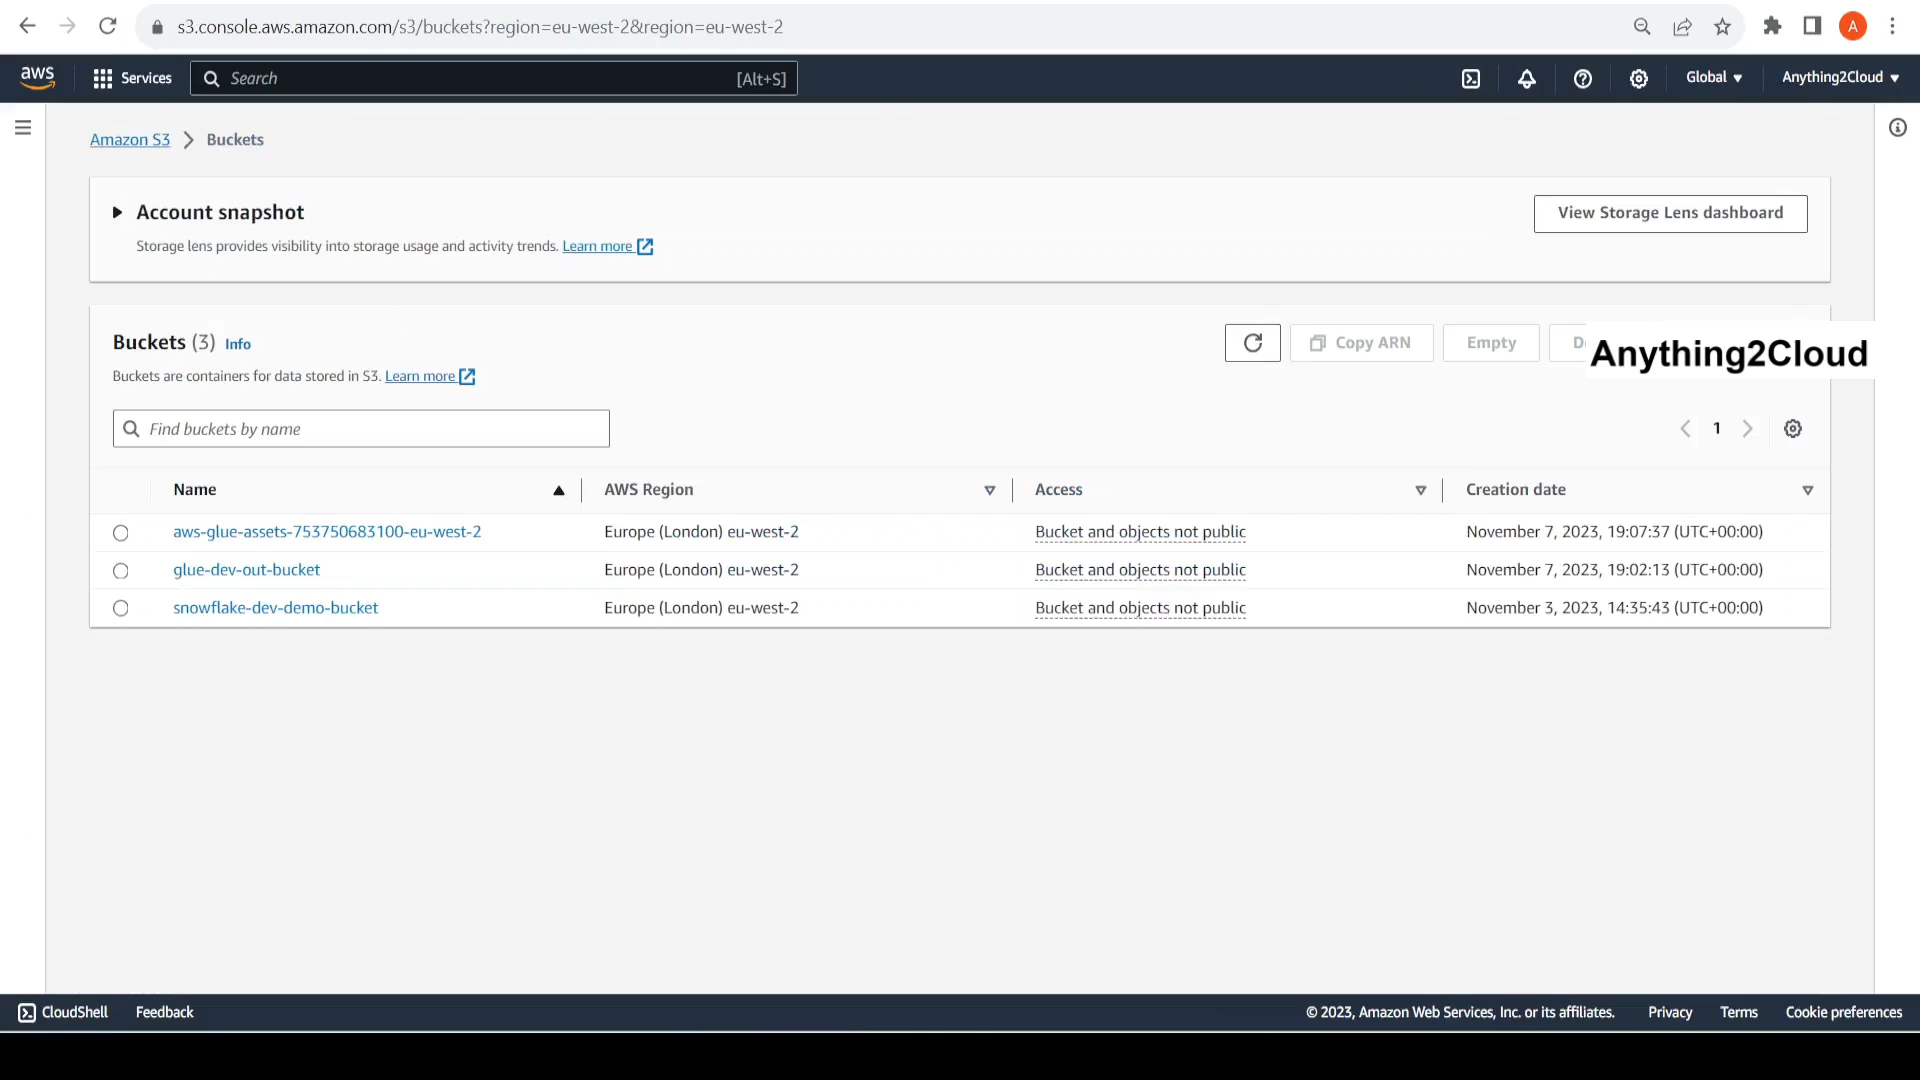 s3.console.aws.amazon.com/s3/buckets?region=eu-west-2&region=eu-west-2
A
aws Services Search [Alt+S] Global Anything2Cloud
Amazon S3 Buckets
Account snapshot View Storage Lens dashboard
Storage lens provides visibility into storage usage and activity trends. Learn more
Buckets (3) Info Copy ARN Empty Anything2Cloud
Buckets are containers for data stored in S3. Learn more
Find buckets by name 1
Name AWS Region Access Creation date
aws-glue-assets-753750683100-eu-west-2 Europe (London) eu-west-2 Bucket and objects not public November 7, 2023, 19:07:37 (UTC+00:00)
glue-dev-out-bucket Europe (London) eu-west-2 Bucket and objects not public November 7, 2023, 19:02:13 (UTC+00:00)
snowflake-dev-demo-bucket Europe (London) eu-west-2 Bucket and objects not public November 3, 2023, 14:35:43 (UTC+00:00)
CloudShell Feedback © 2023, Amazon Web Services, Inc. or its affiliates. Privacy Terms Cookie preferences